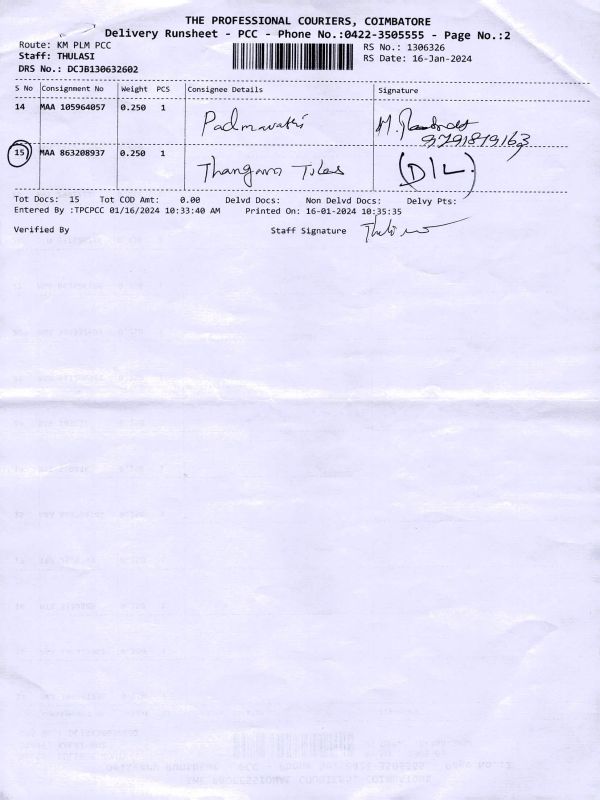 THE PROFESSIONAL COURIERS, COIMBATORE
Delivery Runsheet - PCC - Phone No.:0422-3505555 - Page No.:2
Route: KM PLM PCC RS No.: 1306326
Staff: THULASI RS Date: 16-Jan-2024
DRS No.: DCJB130632602
S No Consignment No Weight PCS Consignee Details Signature
14 MAA 105964057 0.250 1 Padmavathi M.
9791879163
15 MAA 863208937 0.250 1 Thangam Tiles (D/L)
Tot Docs: 15 Tot COD Amt: 0.00 Delvd Docs: Non Delvd Docs: Delvy Pts:
Entered By :TPCPCC 01/16/2024 10:33:40 AM Printed On: 16-01-2024 10:35:35
Verified By Staff Signature